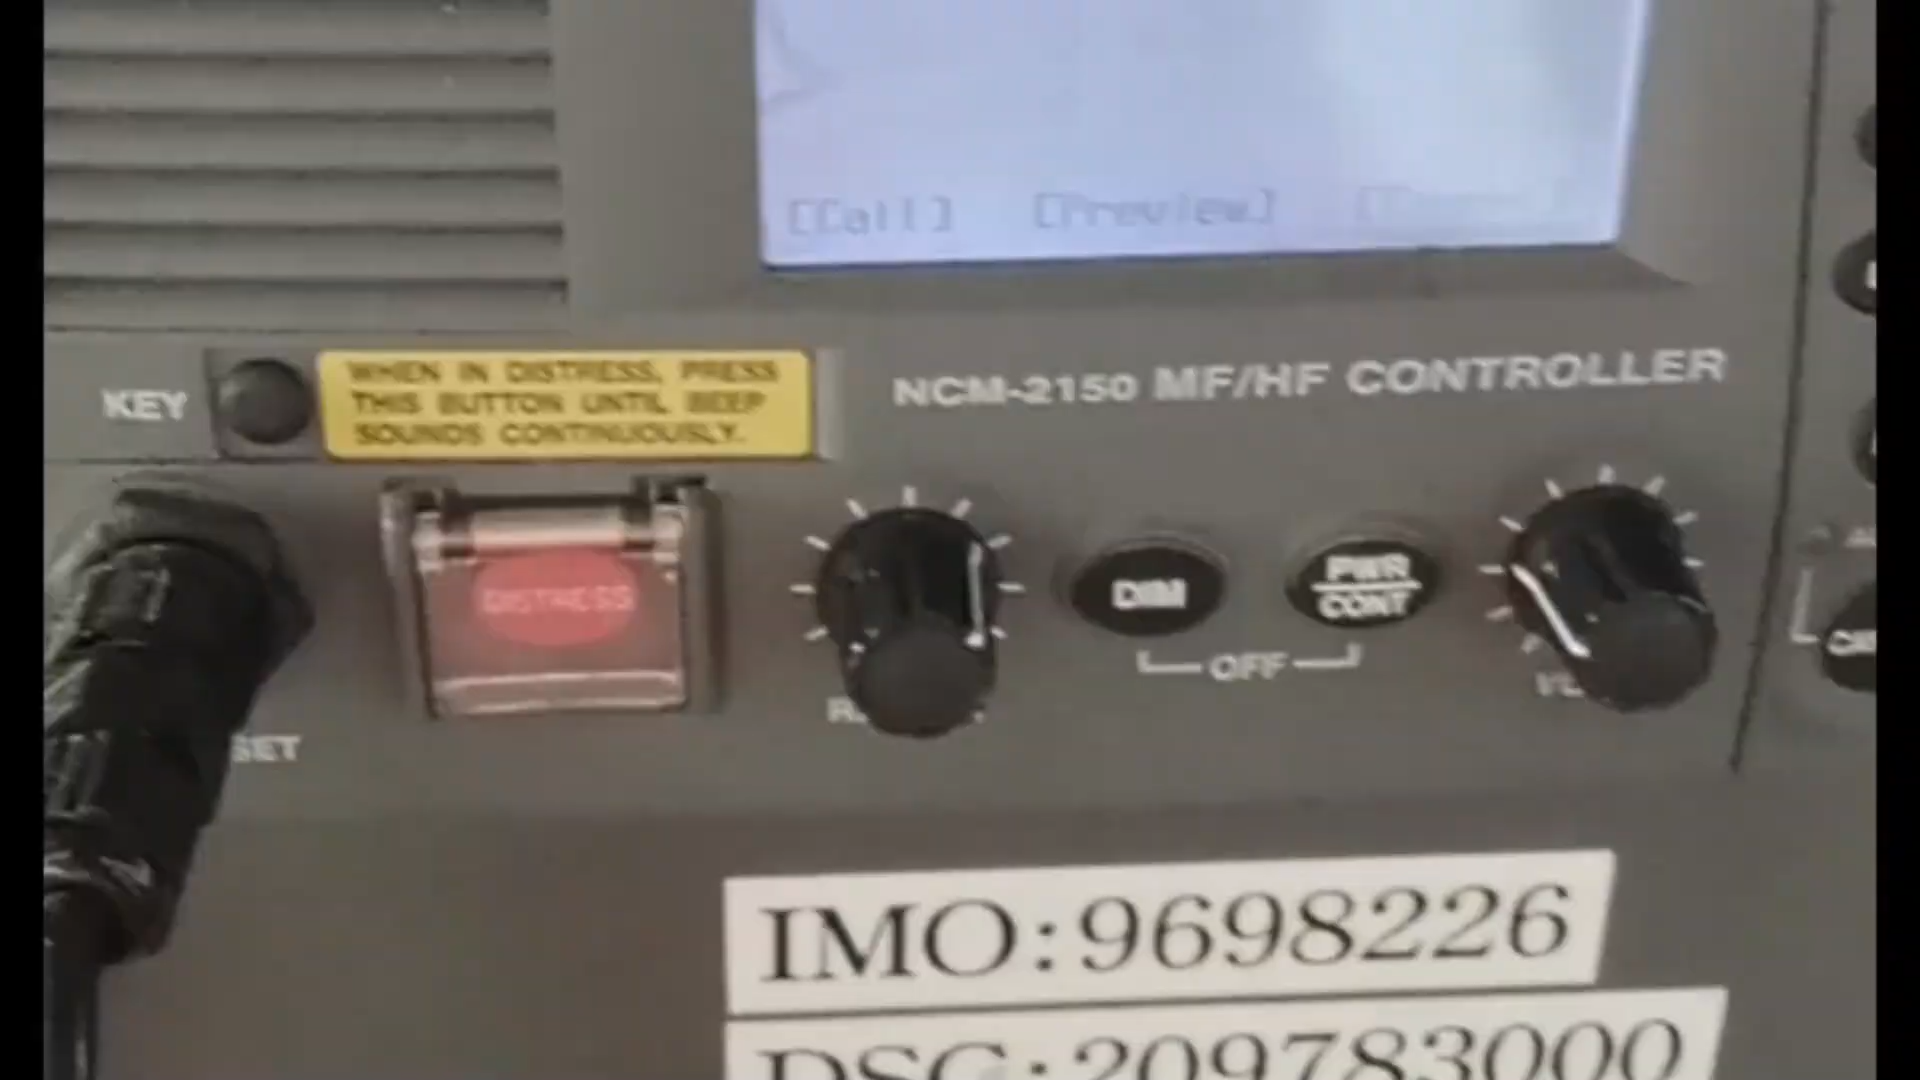 [Call] [Preview]
KEY
WHEN IN DISTRESS, PRESS
THIS BUTTON UNTIL BEEP
SOUNDS CONTINUOUSLY.
NCM-2150 MF/HF CONTROLLER
DISTRESS
DIM
PWR
CONT
OFF
IMO:9698226
DSC:209783000